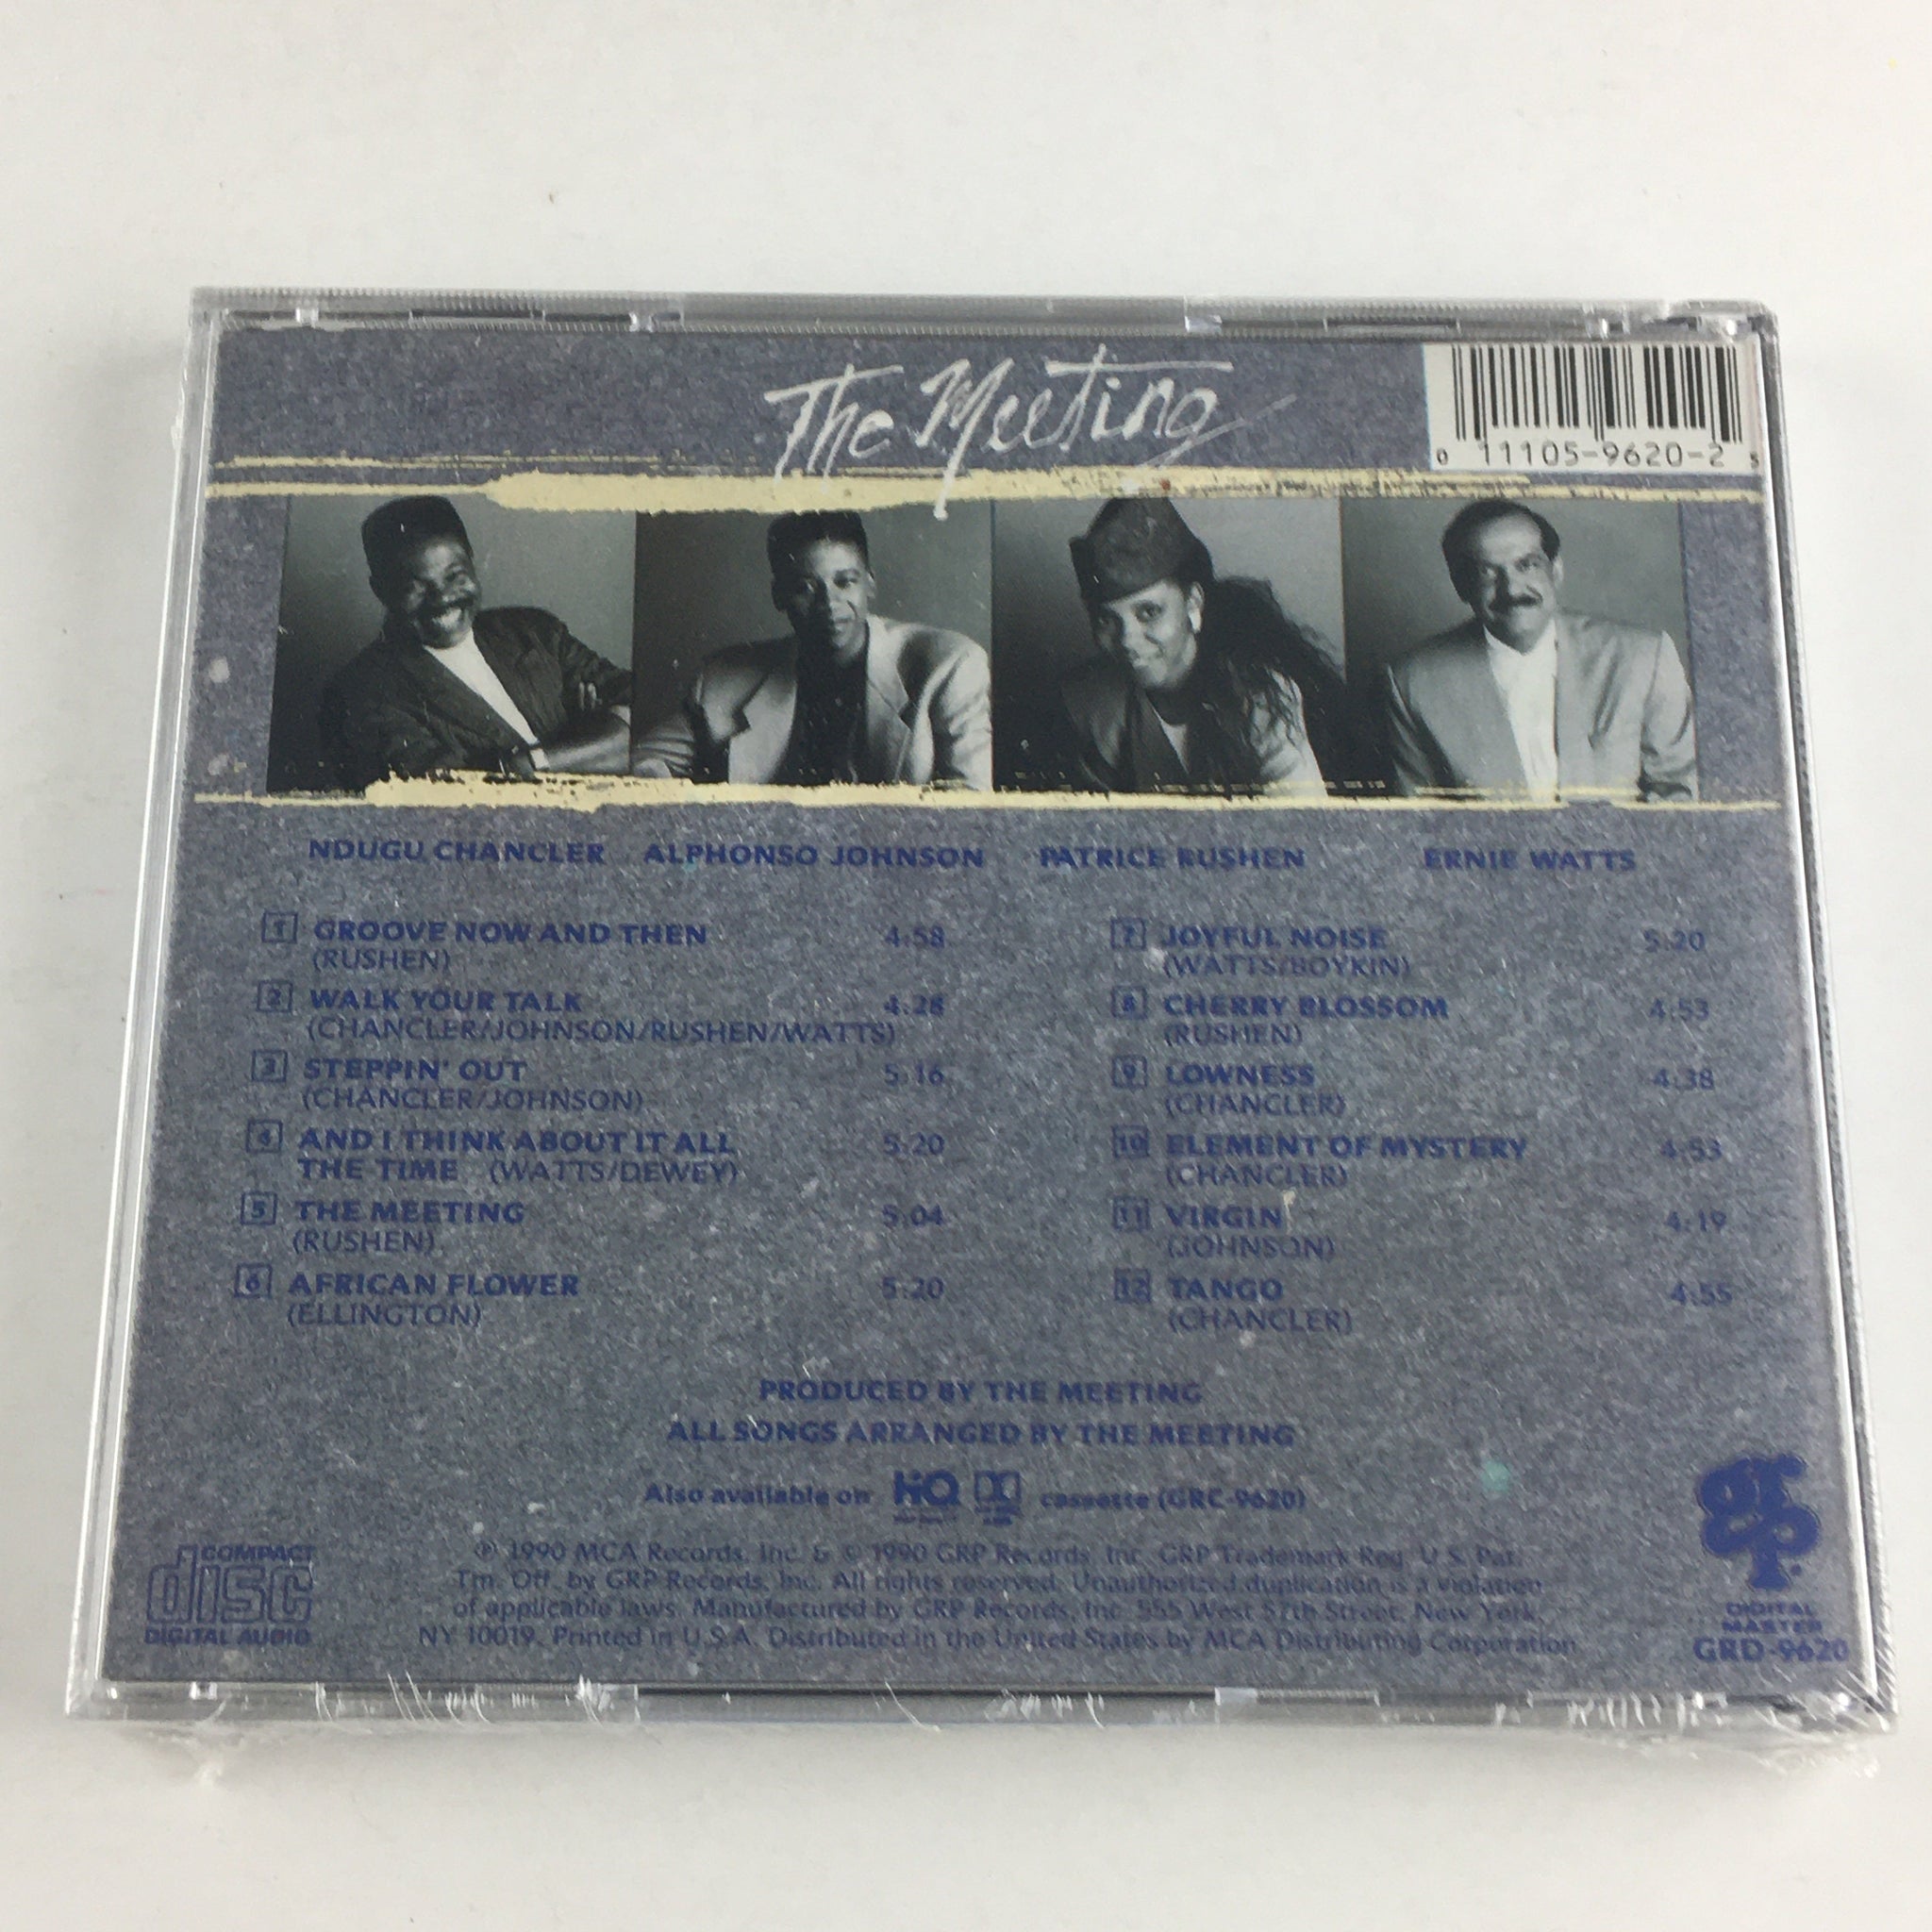 The Meeting
0 11105-9620-2 5
NDUGU CHANCLER ALPHONSO JOHNSON PATRICE RUSHEN ERNIE WATTS
1 GROOVE NOW AND THEN 4:58
(RUSHEN)
2 WALK YOUR TALK 4:28
(CHANCLER/JOHNSON/RUSHEN/WATTS)
3 STEPPIN' OUT 5:16
(CHANCLER/JOHNSON)
4 AND I THINK ABOUT IT ALL 5:20
THE TIME (WATTS/DEWEY)
5 THE MEETING 5:04
(RUSHEN)
6 AFRICAN FLOWER 5:20
(ELLINGTON)
7 JOYFUL NOISE 5:20
(WATTS/BOYKIN)
8 CHERRY BLOSSOM 4:53
(RUSHEN)
9 LOWNESS 4:38
(CHANCLER)
10 ELEMENT OF MYSTERY 4:53
(CHANCLER)
11 VIRGIN 4:19
(JOHNSON)
12 TANGO 4:55
(CHANCLER)
PRODUCED BY THE MEETING
ALL SONGS ARRANGED BY THE MEETING
Also available on HiQ cassette (GRC-9620)
℗ 1990 MCA Records, Inc. & © 1990 GRP Records, Inc. GRP Trademark Reg. U.S. Pat.
Tm. Off. by GRP Records, Inc. All rights reserved. Unauthorized duplication is a violation
of applicable laws. Manufactured by GRP Records, Inc. 555 West 57th Street, New York,
NY 10019. Printed in U.S.A. Distributed in the United States by MCA Distributing Corporation
COMPACT
disc
DIGITAL AUDIO
GRP
DIGITAL
MASTER
GRD-9620